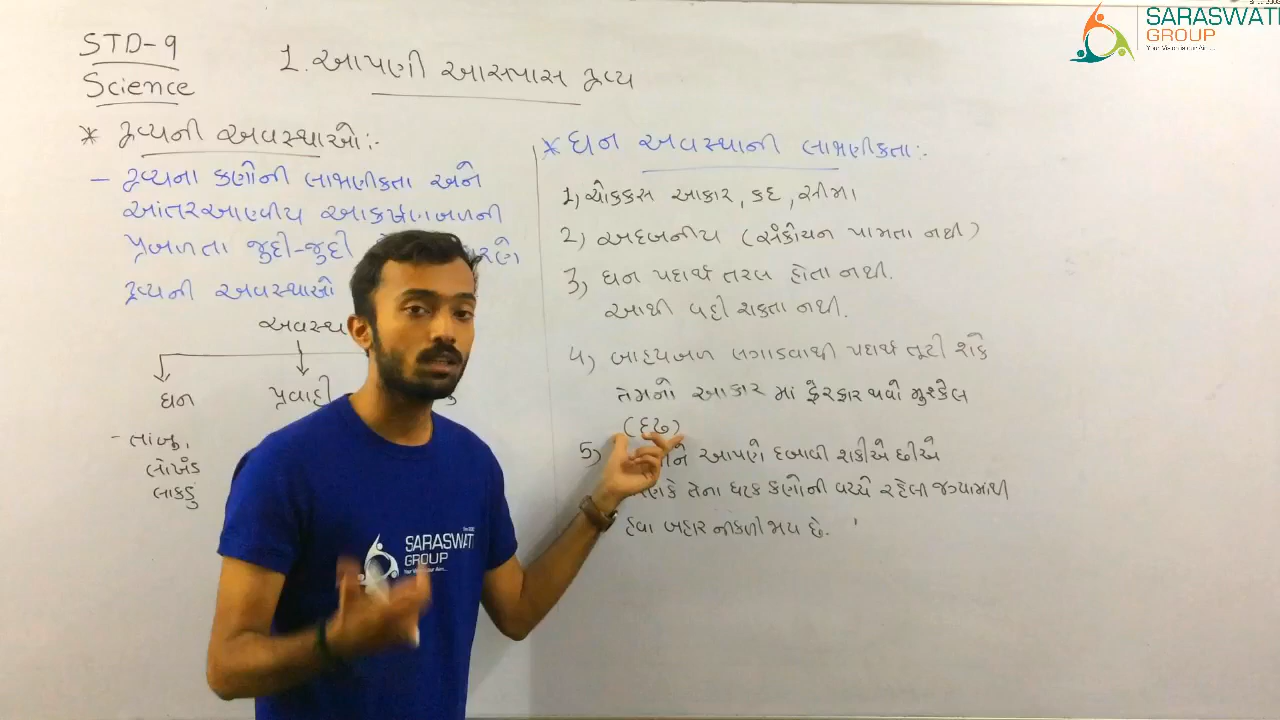 SARASWATI
GROUP
STD-9
Science
1. આપણી આસપાસ દ્રવ્ય
* દ્રવ્યની અવસ્થાઓ:-
- દ્રવ્યના કણોની લાક્ષણીકતા અને
આંતરઆણ્વીય આકર્ષણબળની
પ્રબળતા જુદી-જુદી
દ્રવ્યની અવસ્થાઓ
અવસ્થ
ઘન પ્રવાહી
- તાંબુ,
લોખંડ
લાકડું
* ઘન અવસ્થાની લાક્ષણીકતા:-
1) ચોકકસ આકાર, કદ, સીમા
2) અદબનીય (સંકોચન પામતા નથી)
3) ઘન પદાર્થ તરલ હોતા નથી.
આથી વહી શકતા નથી.
4) બાહ્યબળ લગાડવાથી પદાર્થ તૂટી શકે
તેમનો આકાર માં ફેરફાર થવો મુશ્કેલ
(દઢ)
5) આપણે દબાવી શકીએ છીએ
તેના ઘટક કણોની વચ્ચે રહેલી જગ્યામાંથી
હવા બહાર નીકળી જાય છે.
SARASWATI
GROUP